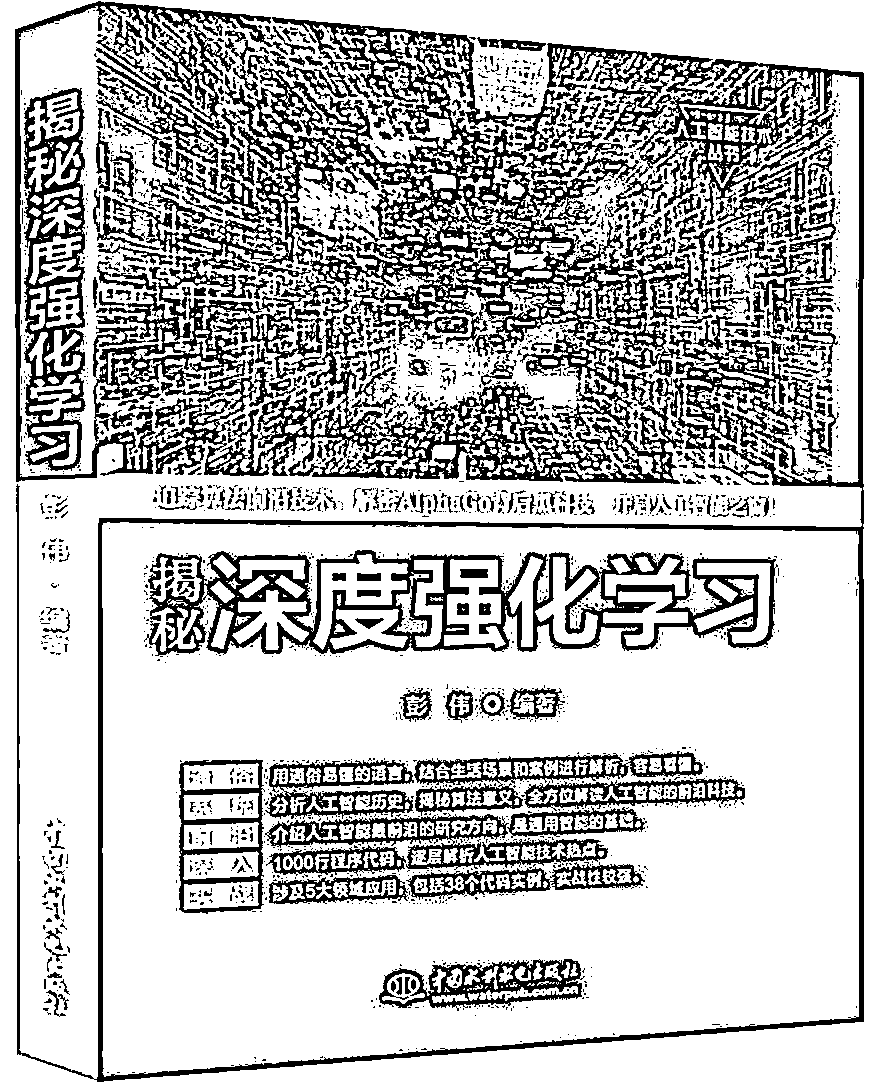 揭秘深度强化学习
彭 伟 · 编著
人工智能技术
丛书
追踪算法前沿技术，解密AlphaGo背后黑科技，开启人工智能之窗！
揭秘 深度强化学习
彭 伟 编著
通 俗 用通俗易懂的语言，结合生活场景和案例进行解析，容易看懂。
分析人工智能历史，揭秘算法意义，全方位解读人工智能的前沿科技。
前 沿 介绍人工智能最前沿的研究方向，是通用智能的基础。
1000行程序代码，逐层解析人工智能技术热点。
实 战 涉及5大领域应用，包括38个代码实例，实战性较强。
中国水利水电出版社
www.waterpub.com.cn